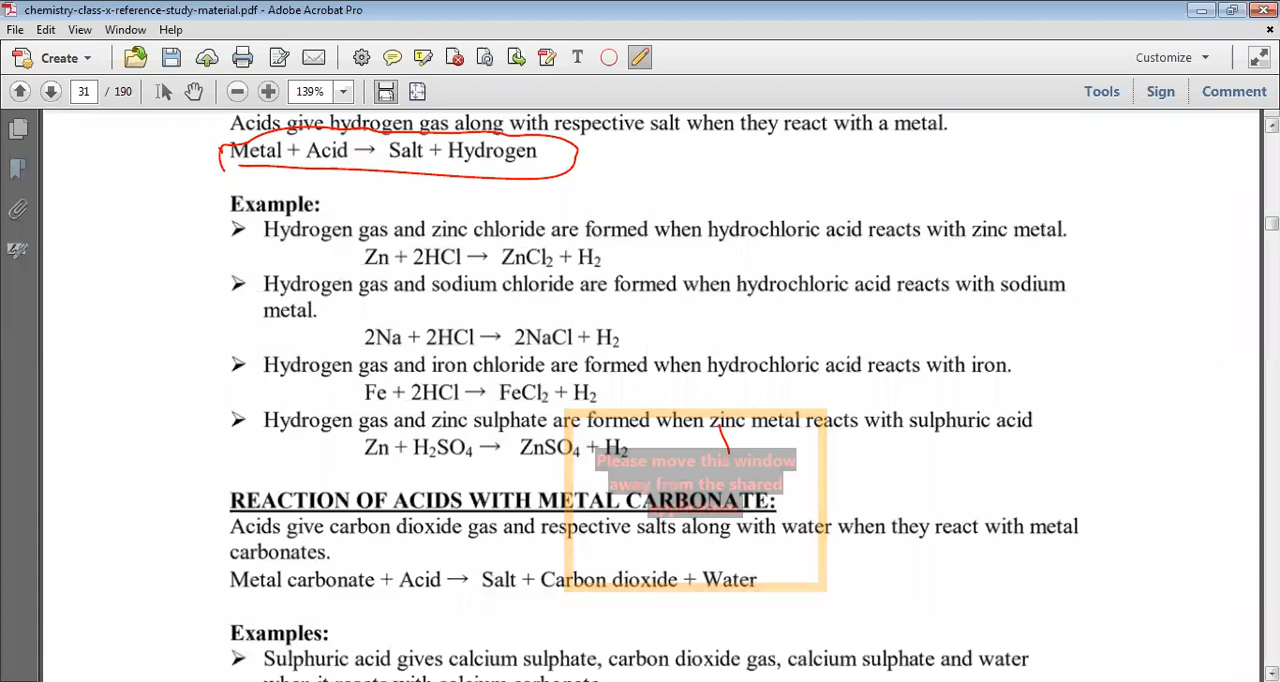 chemistry-class-x-reference-study-material.pdf - Adobe Acrobat Pro
File Edit View Window Help
Create
Customize
31 / 190
139%
Tools Sign Comment
Acids give hydrogen gas along with respective salt when they react with a metal.
Metal + Acid → Salt + Hydrogen
Example:
➢ Hydrogen gas and zinc chloride are formed when hydrochloric acid reacts with zinc metal.
Zn + 2HCl → ZnCl₂ + H₂
➢ Hydrogen gas and sodium chloride are formed when hydrochloric acid reacts with sodium
metal.
2Na + 2HCl → 2NaCl + H₂
➢ Hydrogen gas and iron chloride are formed when hydrochloric acid reacts with iron.
Fe + 2HCl → FeCl₂ + H₂
➢ Hydrogen gas and zinc sulphate are formed when zinc metal reacts with sulphuric acid
Zn + H₂SO₄ → ZnSO₄ + H₂
Please move this window
away from the shared
REACTION OF ACIDS WITH METAL CARBONATE:
Acids give carbon dioxide gas and respective salts along with water when they react with metal
carbonates.
Metal carbonate + Acid → Salt + Carbon dioxide + Water
Examples:
➢ Sulphuric acid gives calcium sulphate, carbon dioxide gas, calcium sulphate and water
when it reacts with calcium carbonate